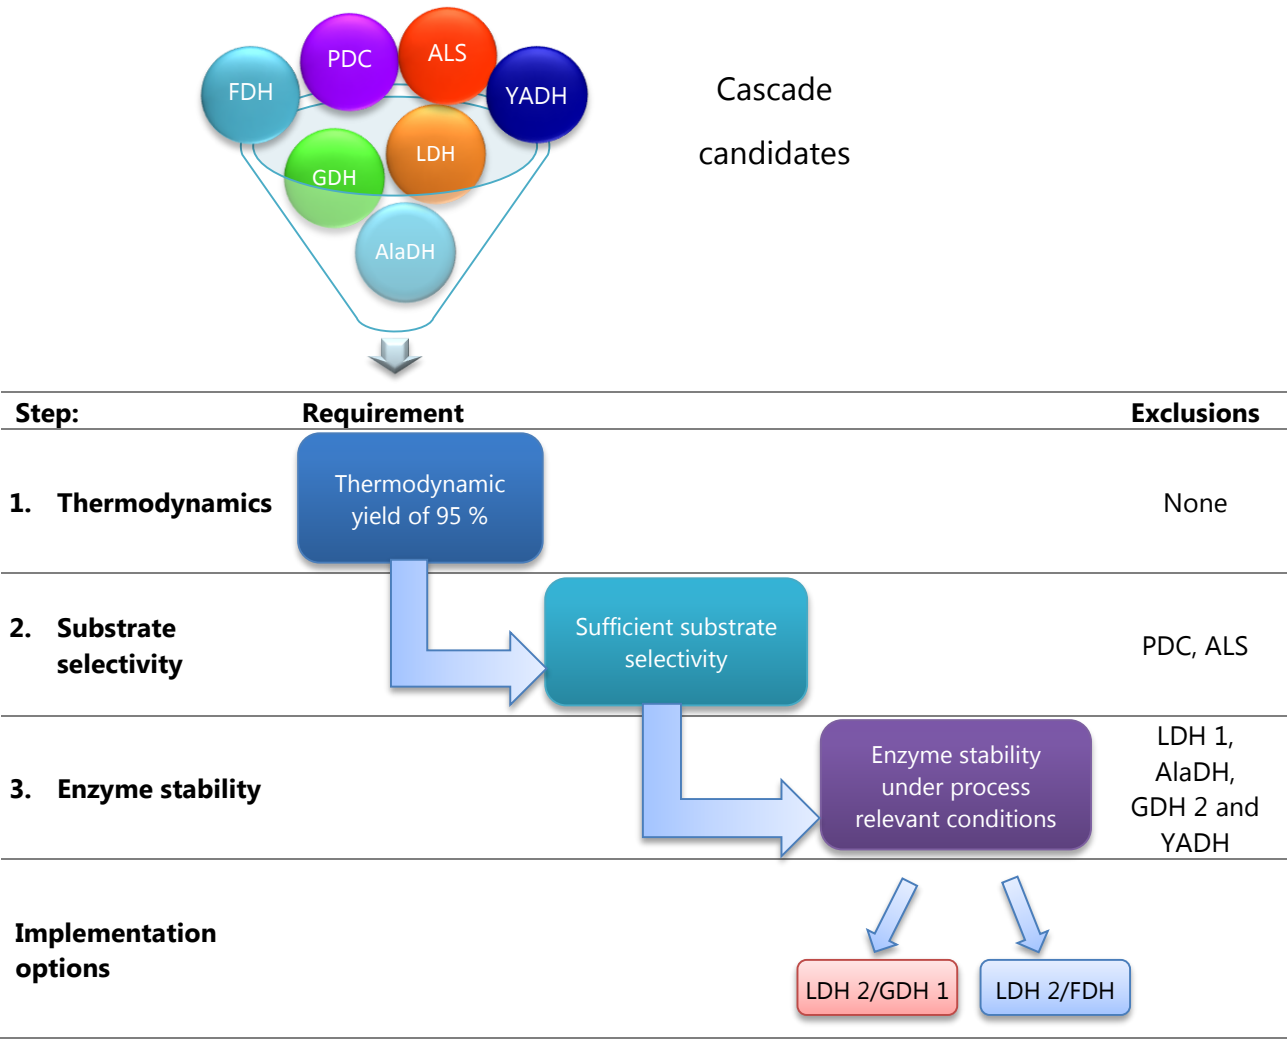 PDC
ALS
FDH
YADH
Cascade
candidates
LDH
GDH
AlaDH
Step:
Requirement
Exclusions
1. Thermodynamics
Thermodynamic
yield of 95 %
None
2. Substrate
selectivity
Sufficient substrate
selectivity
PDC, ALS
3. Enzyme stability
Enzyme stability
under process
relevant conditions
LDH 1,
AlaDH,
GDH 2 and
YADH
Implementation
options
LDH 2/GDH 1
LDH 2/FDH